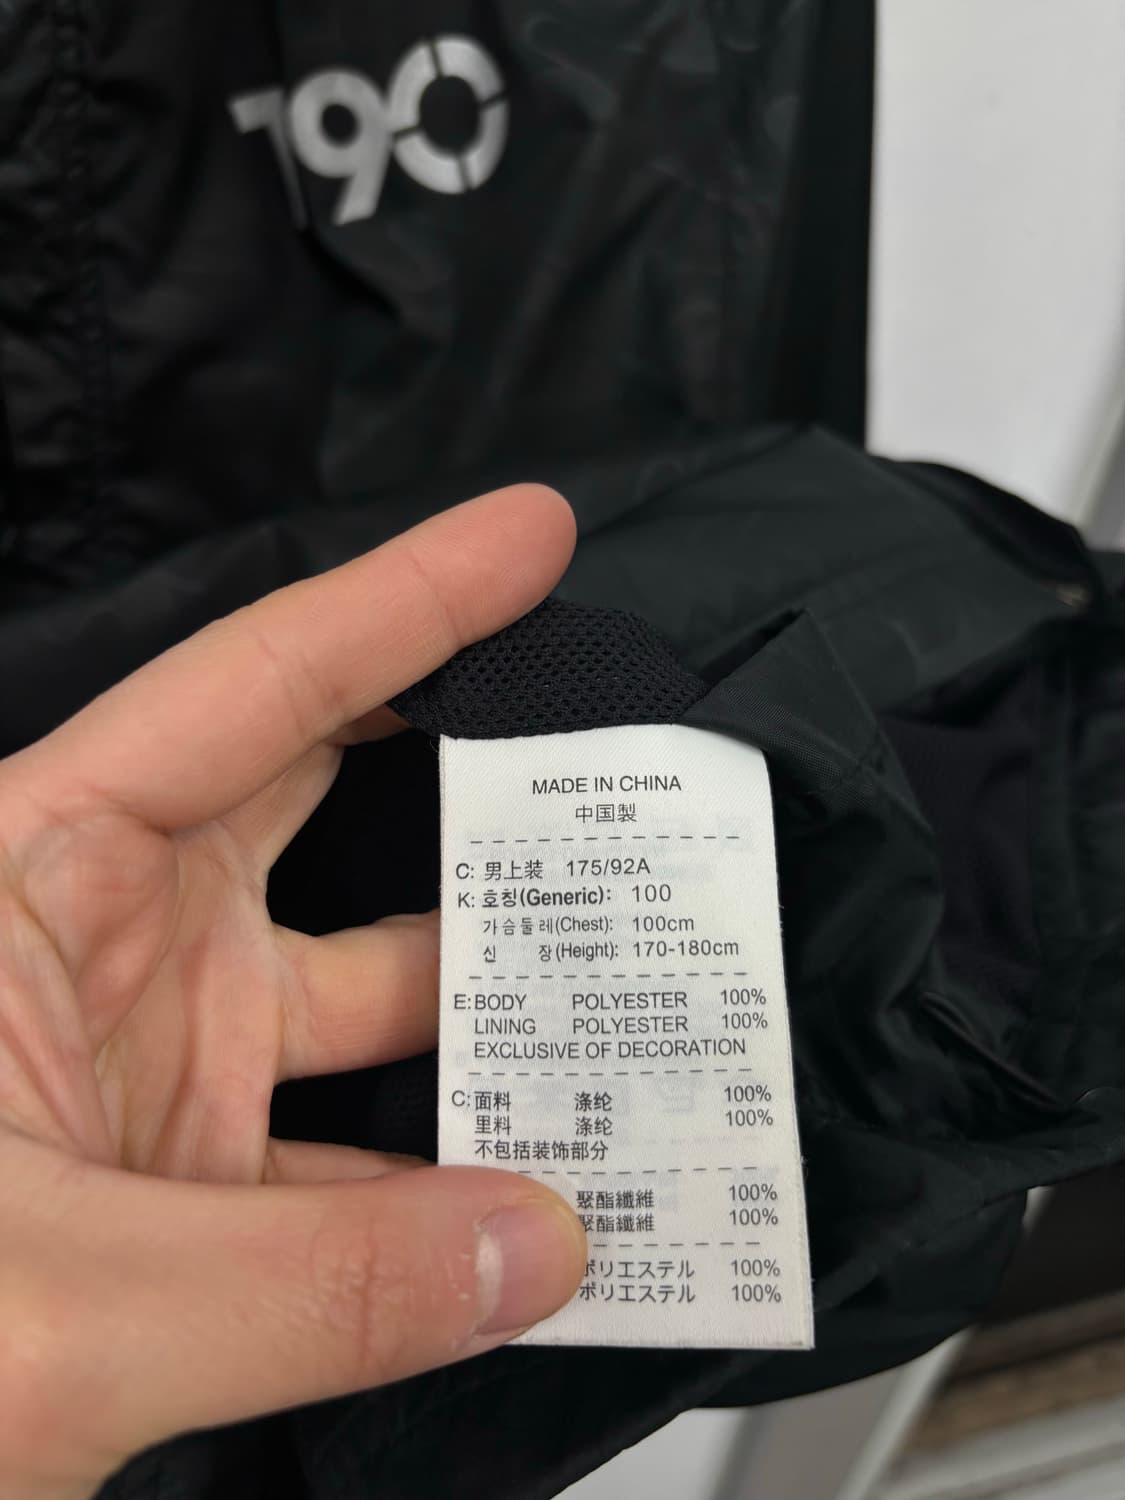 T90
MADE IN CHINA
中国製
C: 男上装 175/92A
K: 호칭(Generic): 100
가슴둘레(Chest): 100cm
신 장(Height): 170-180cm
E: BODY POLYESTER 100%
LINING POLYESTER 100%
EXCLUSIVE OF DECORATION
C: 面料 涤纶 100%
里料 涤纶 100%
不包括装饰部分
聚酯纖維 100%
聚酯纖維 100%
ポリエステル 100%
ポリエステル 100%